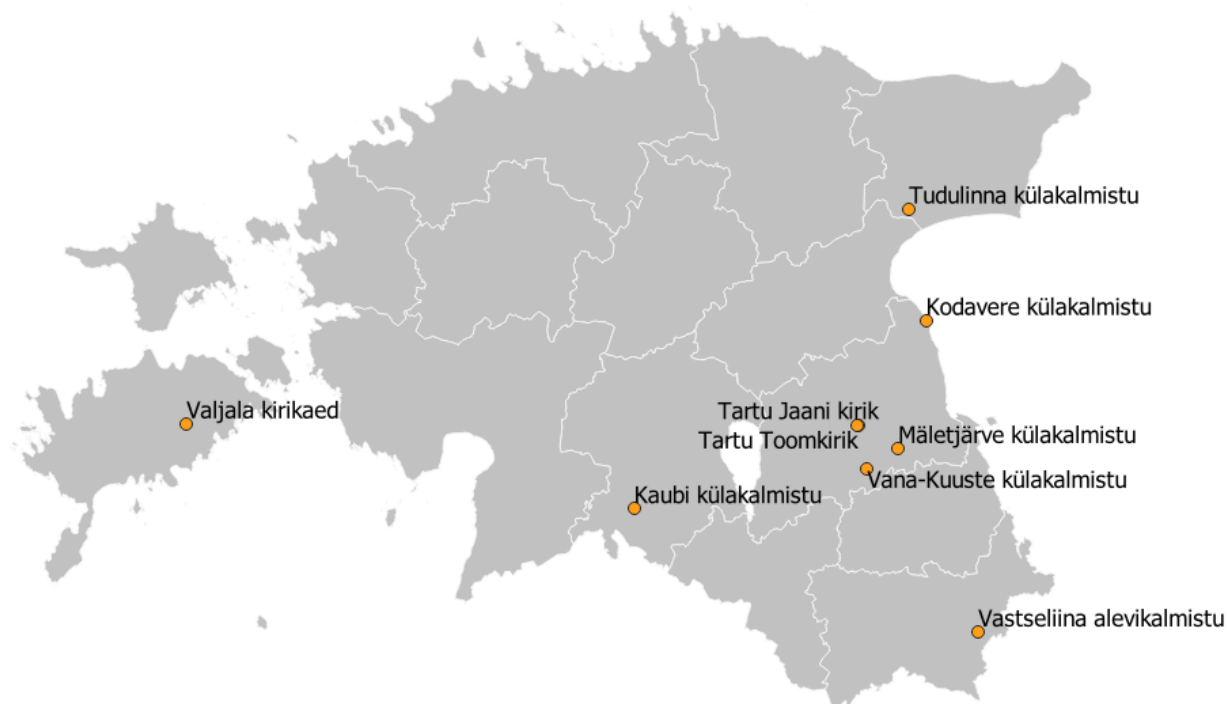 Tudulinna külakalmistu
Kodavere külakalmistu
Valjala kirikaed
Tartu Jaani kirik
Tartu Toomkirik
Mäletjärve külakalmistu
Vana-Kuuste külakalmistu
Kaubi külakalmistu
Vastseliina alevikalmistu